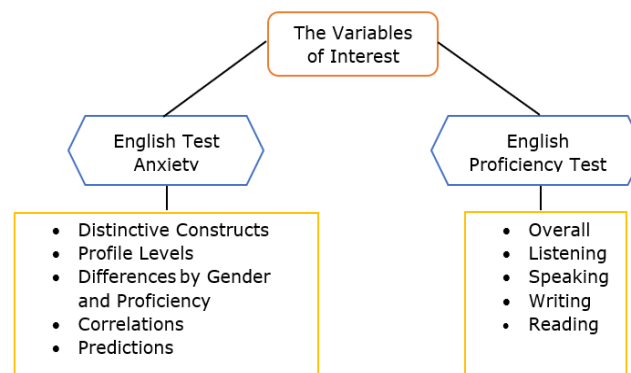 The Variables
of Interest
English Test
Anxiety
English
Proficiency Test
• Distinctive Constructs
• Profile Levels
• Differences by Gender
and Proficiency
• Correlations
• Predictions
• Overall
• Listening
• Speaking
• Writing
• Reading